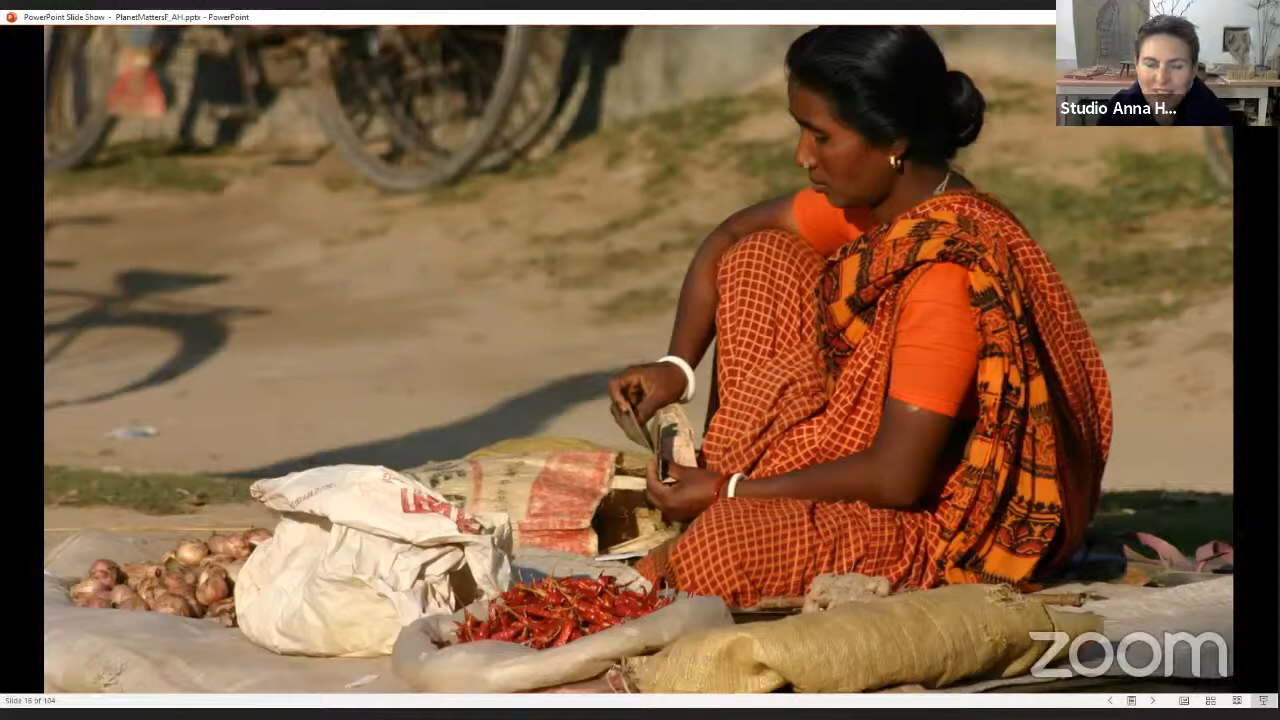 PowerPoint Slide Show - PlanetMattersF_AH.pptx - PowerPoint
Studio Anna H...
zoom
Slide 16 of 104